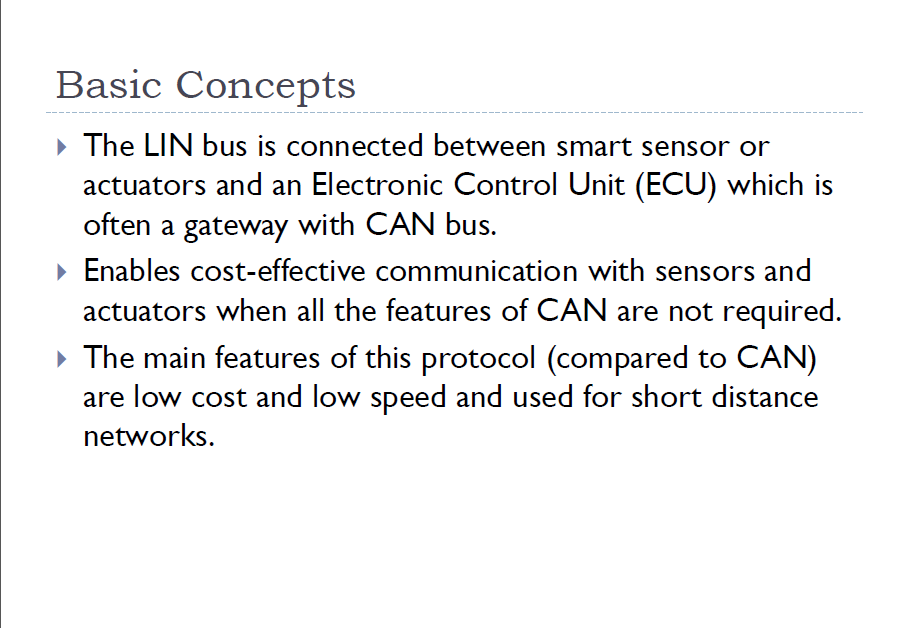 Basic Concepts
The LIN bus is connected between smart sensor or
actuators and an Electronic Control Unit (ECU) which is
often a gateway with CAN bus.
Enables cost-effective communication with sensors and
actuators when all the features of CAN are not required.
The main features of this protocol (compared to CAN)
are low cost and low speed and used for short distance
networks.